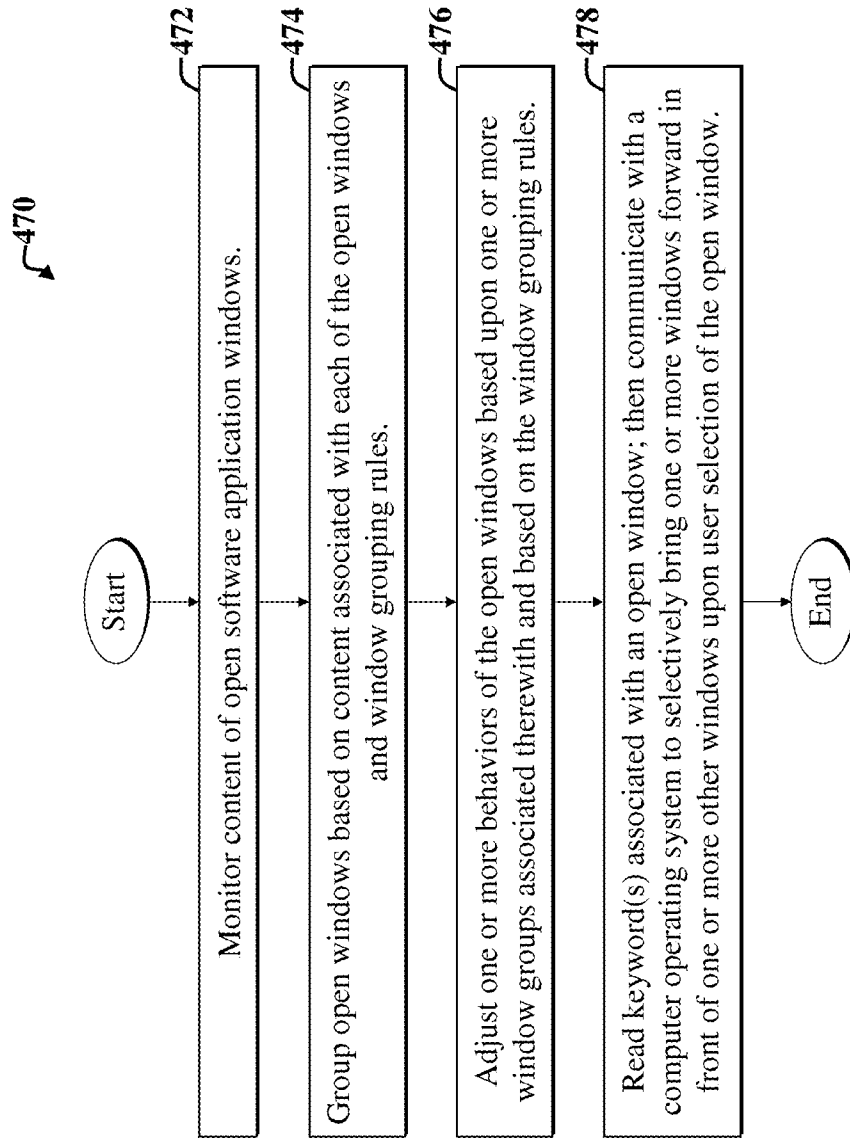 470
Start
472
Monitor content of open software application windows.
474
Group open windows based on content associated with each of the open windows
and window grouping rules.
476
Adjust one or more behaviors of the open windows based upon one or more
window groups associated therewith and based on the window grouping rules.
478
Read keyword(s) associated with an open window; then communicate with a
computer operating system to selectively bring one or more windows forward in
front of one or more other windows upon user selection of the open window.
End